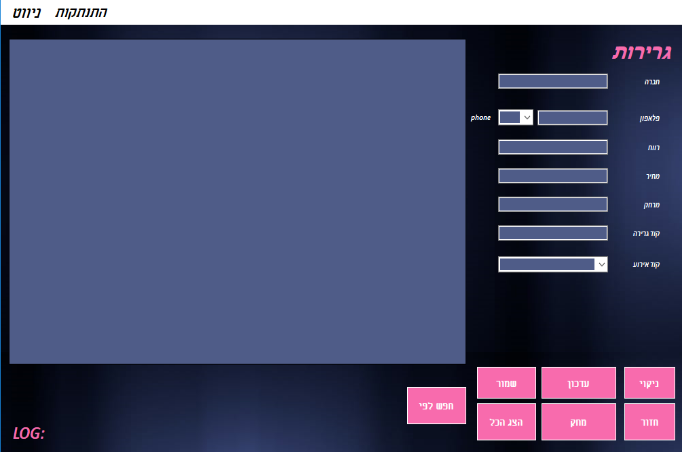 התנתקות ניווט
גרירות
חברה
פלאפון phone
רווח
מחיר
מרחק
קוד גרירה
קוד אירוע
ניקוי עדכון שמור
חפש לפי
חזור מחק הצג הכל
LOG: